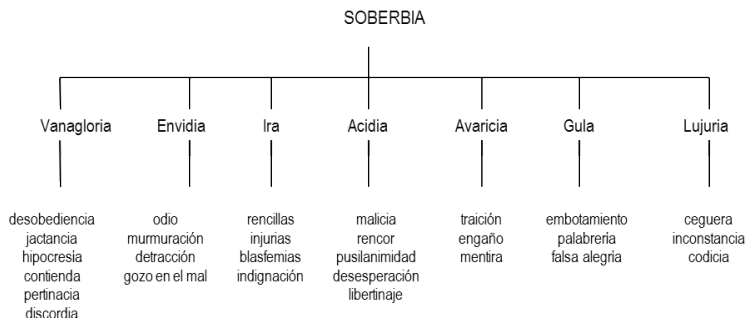 SOBERBIA
Vanagloria Envidia Ira Acidia Avaricia Gula Lujuria
desobediencia
jactancia
hipocresía
contienda
pertinacia
discordia
odio
murmuración
detracción
gozo en el mal
rencillas
injurias
blasfemias
indignación
malicia
rencor
pusilanimidad
desesperación
libertinaje
traición
engaño
mentira
embotamiento
palabrería
falsa alegría
ceguera
inconstancia
codicia